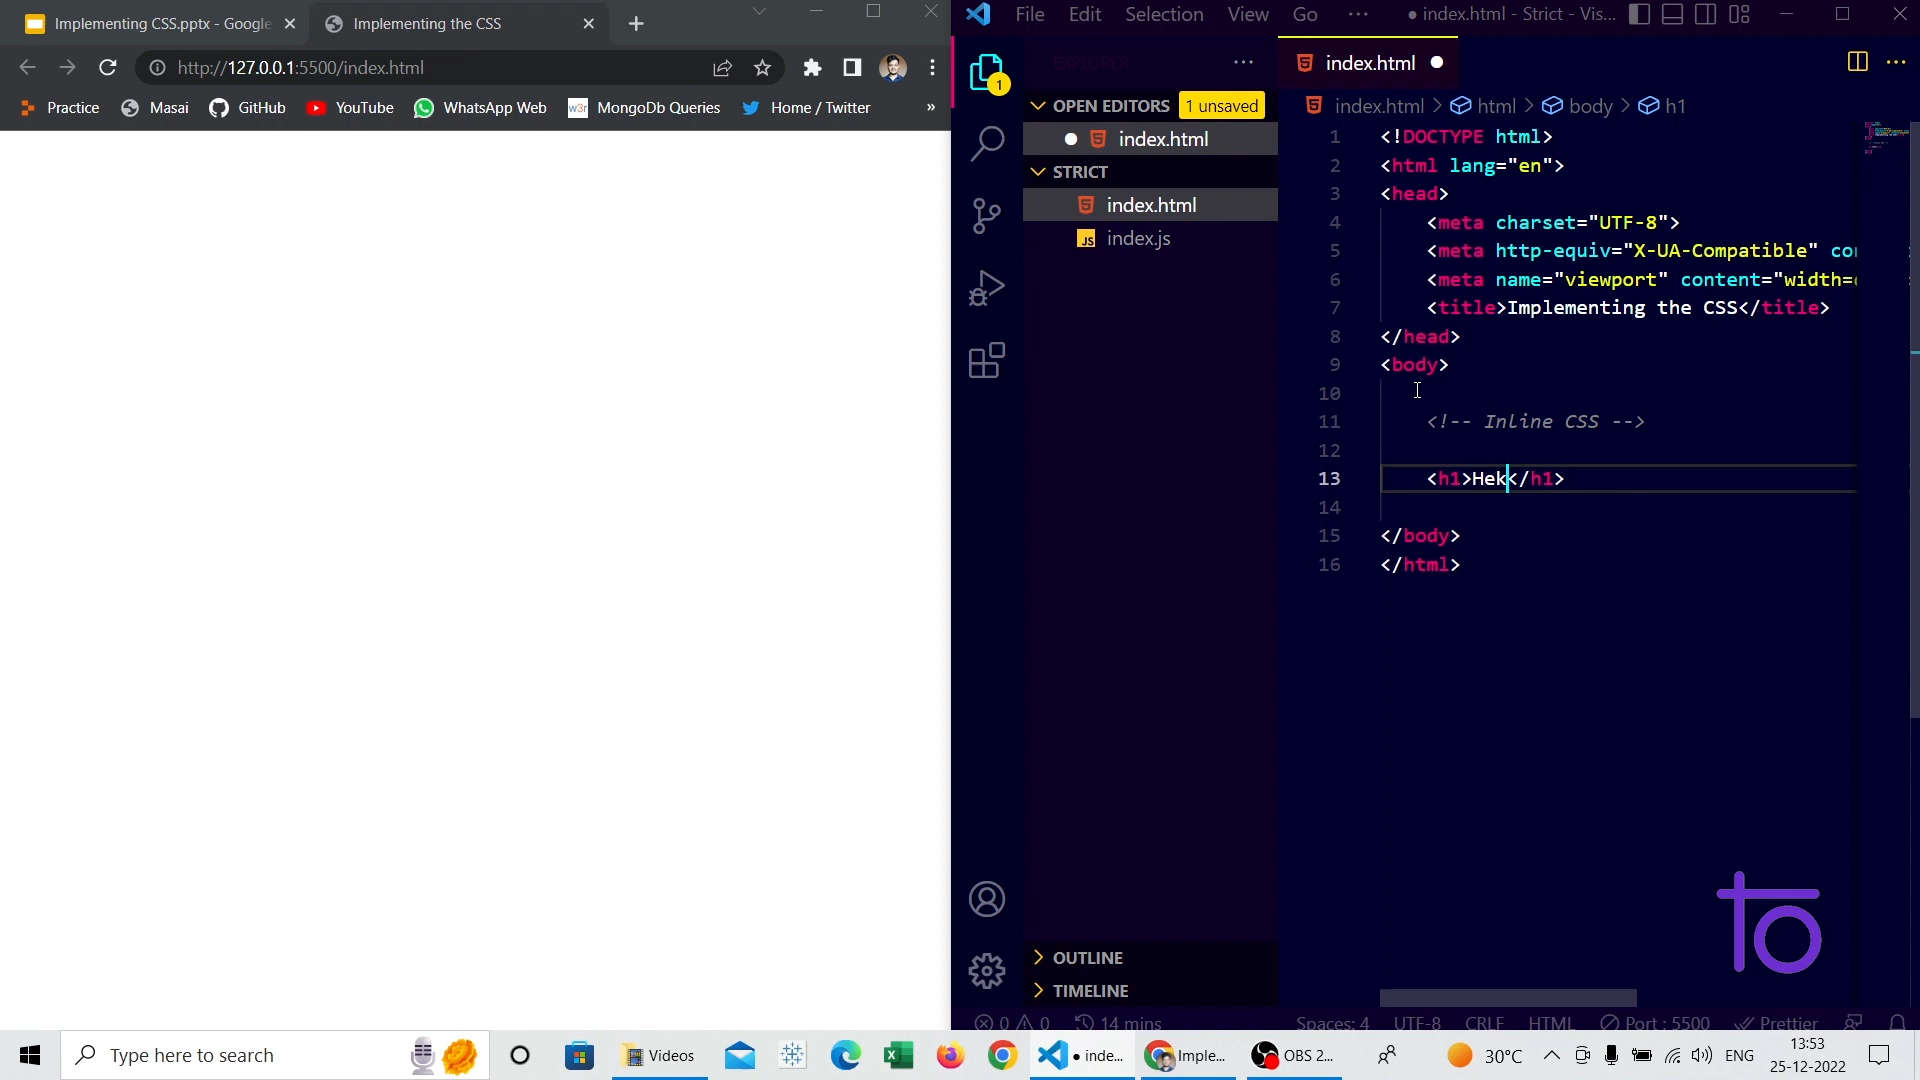 Implementing CSS.pptx - Google
Implementing the CSS
http://127.0.0.1:5500/index.html
Practice
Masai
GitHub
YouTube
WhatsApp Web
w3r
MongoDb Queries
Home / Twitter
»
File Edit Selection View Go ···
● index.html - Strict - Vis...
EXPLORER
1
OPEN EDITORS 1 unsaved
index.html
STRICT
index.html
JS index.js
OUTLINE
TIMELINE
index.html
index.html > html > body > h1
1 <!DOCTYPE html>
2 <html lang="en">
3 <head>
4 <meta charset="UTF-8">
5 <meta http-equiv="X-UA-Compatible"
6 <meta name="viewport" content="width=
7 <title>Implementing the CSS</title>
8 </head>
9 <body>
10
11 <!-- Inline CSS -->
12
13 <h1>Hek</h1>
14
15 </body>
16 </html>
to
0 0 14 mins Spaces: 4 UTF-8 CRLF HTML Port : 5500 Prettier
Type here to search
Videos
● inde...
Imple...
OBS 2...
30°C
ENG
13:53
25-12-2022